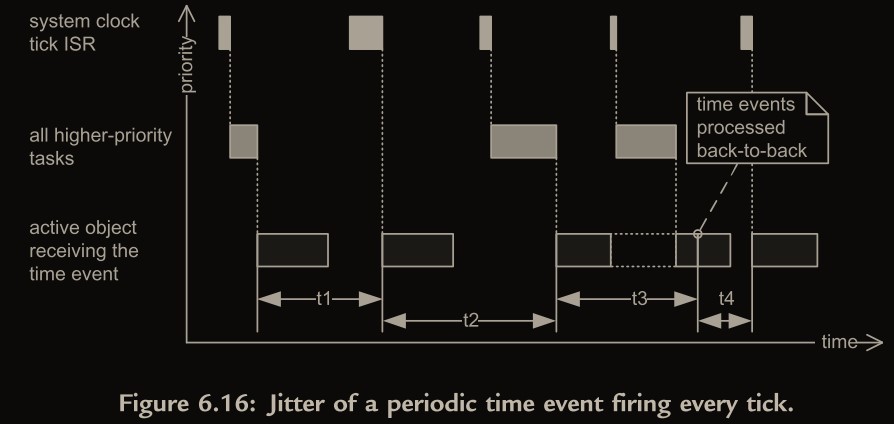 system clock
tick ISR
priority
all higher-priority
tasks
time events
processed
back-to-back
active object
receiving the
time event
t1
t2
t3
t4
time
Figure 6.16: Jitter of a periodic time event firing every tick.